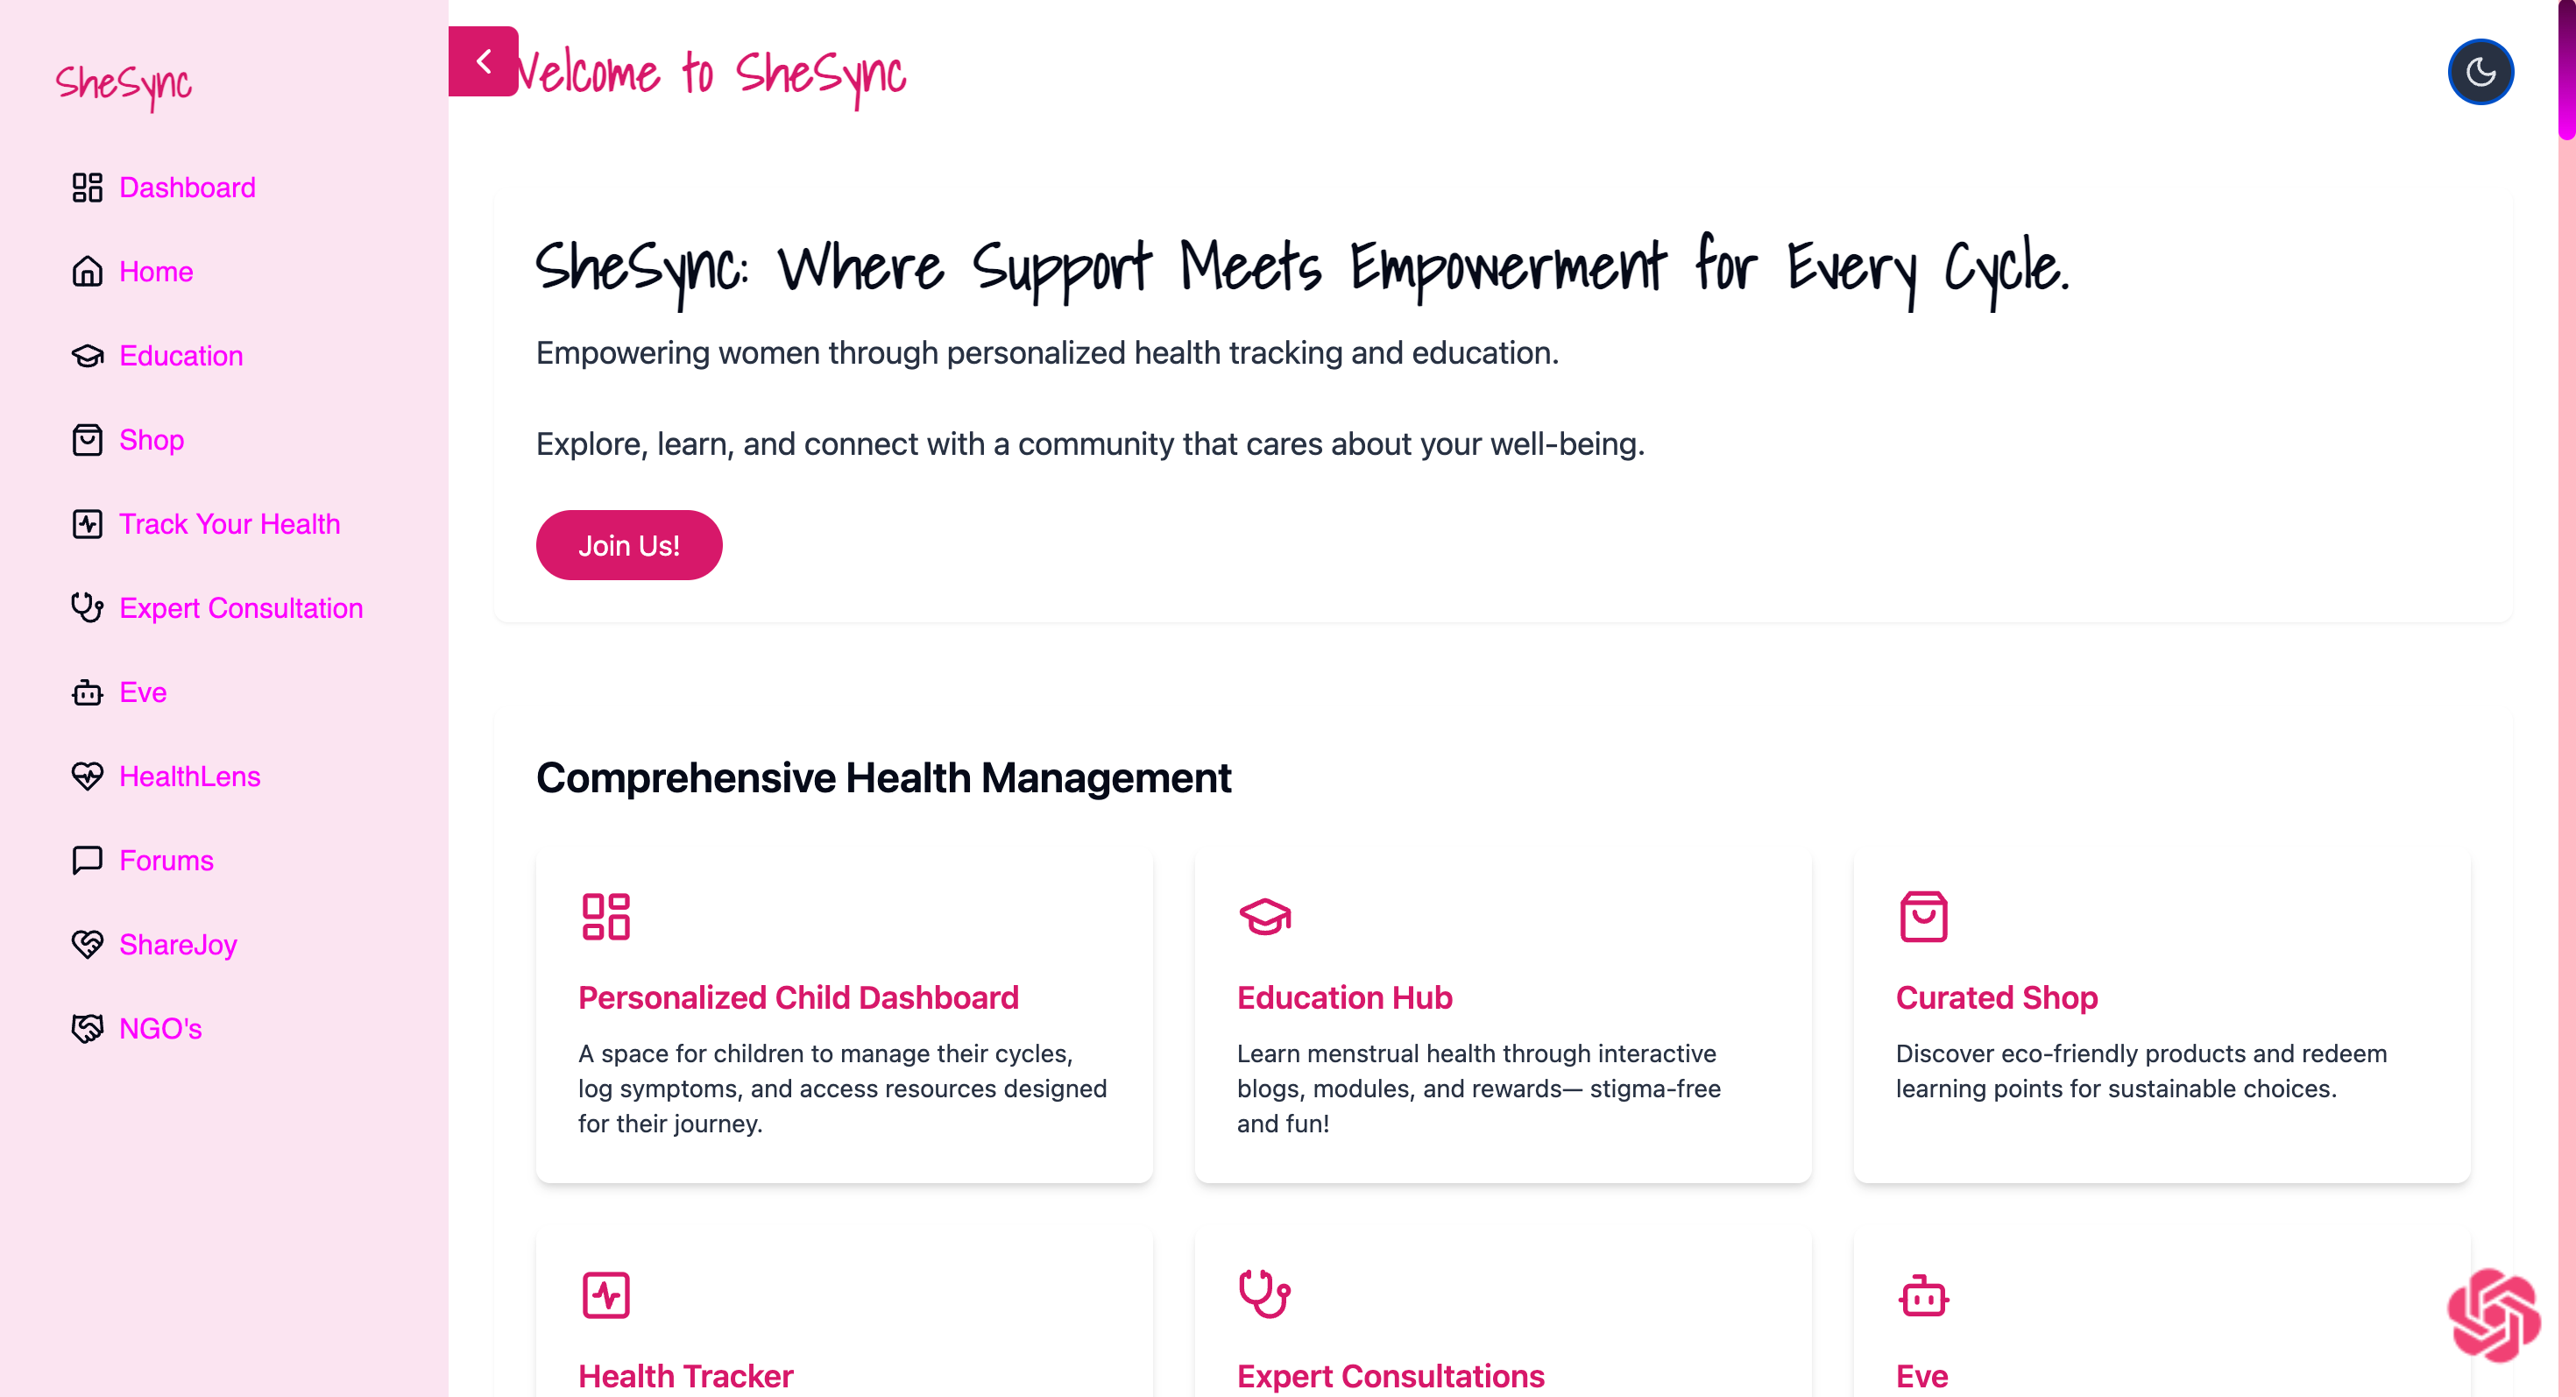 SheSync
Dashboard
Home
Education
Shop
Track Your Health
Expert Consultation
Eve
HealthLens
Forums
ShareJoy
NGO's
Welcome to SheSync
SheSync: Where Support Meets Empowerment for Every Cycle.
Empowering women through personalized health tracking and education.
Explore, learn, and connect with a community that cares about your well-being.
Join Us!
Comprehensive Health Management
Personalized Child Dashboard
A space for children to manage their cycles,
log symptoms, and access resources designed
for their journey.
Education Hub
Learn menstrual health through interactive
blogs, modules, and rewards— stigma-free
and fun!
Curated Shop
Discover eco-friendly products and redeem
learning points for sustainable choices.
Health Tracker
Expert Consultations
Eve